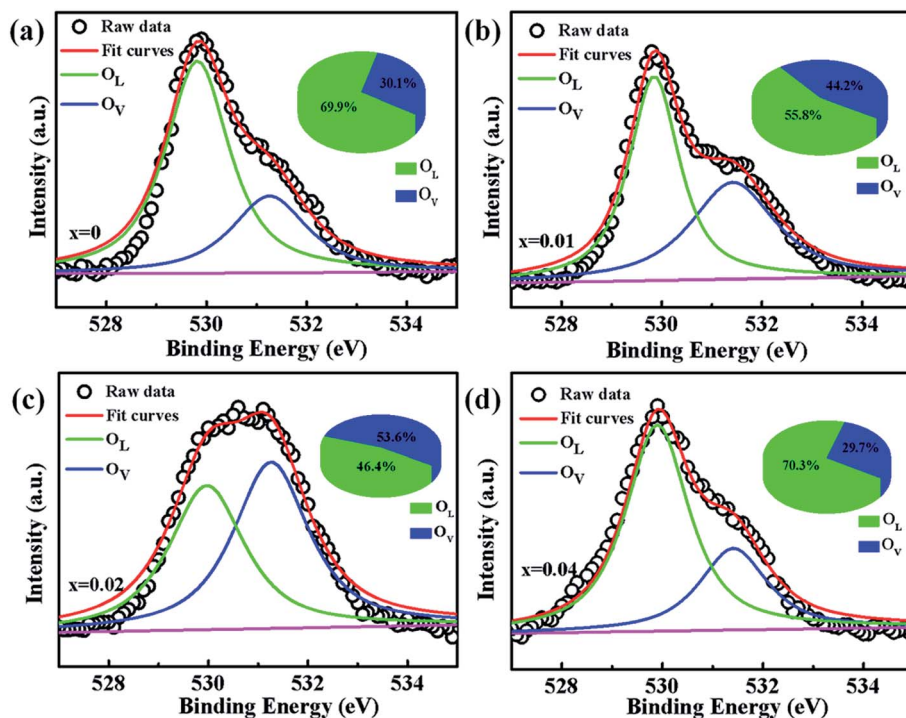 (a)
Raw data
Fit curves
O_L
O_V
30.1%
69.9%
O_L
O_V
x=0
Intensity (a.u.)
528 530 532 534
Binding Energy (eV)
(b)
Raw data
Fit curves
O_L
O_V
44.2%
55.8%
O_L
O_V
x=0.01
Intensity (a.u.)
528 530 532 534
Binding Energy (eV)
(c)
Raw data
Fit curves
O_L
O_V
53.6%
46.4%
O_L
O_V
x=0.02
Intensity (a.u.)
528 530 532 534
Binding Energy (eV)
(d)
Raw data
Fit curves
O_L
O_V
29.7%
70.3%
O_L
O_V
x=0.04
Intensity (a.u.)
528 530 532 534
Binding Energy (eV)